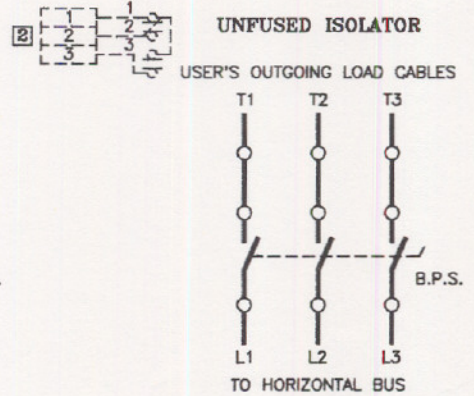 UNFUSED ISOLATOR
2
1 1
2 2
3 3
USER'S OUTGOING LOAD CABLES
T1 T2 T3
B.P.S.
L1 L2 L3
TO HORIZONTAL BUS